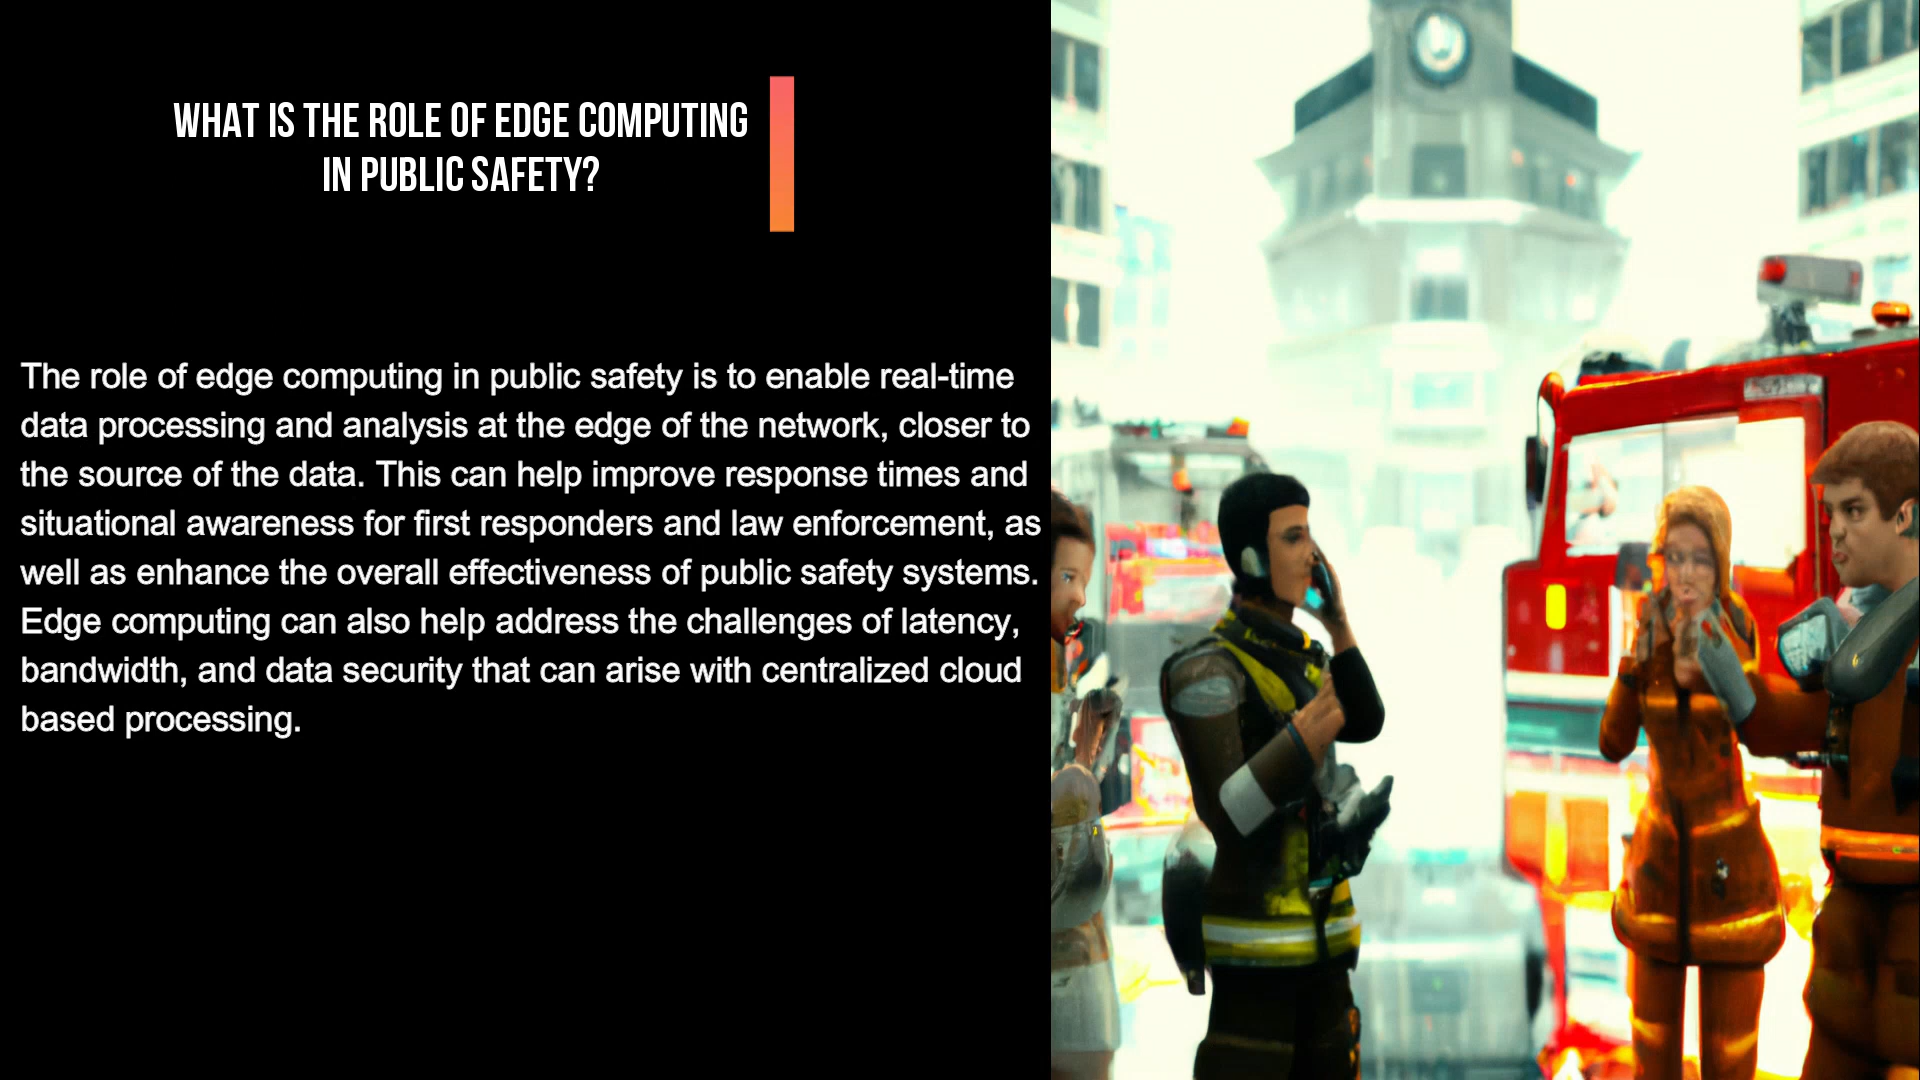 WHAT IS THE ROLE OF EDGE COMPUTING
IN PUBLIC SAFETY?
The role of edge computing in public safety is to enable real-time
data processing and analysis at the edge of the network, closer to
the source of the data. This can help improve response times and
situational awareness for first responders and law enforcement, as
well as enhance the overall effectiveness of public safety systems.
Edge computing can also help address the challenges of latency,
bandwidth, and data security that can arise with centralized cloud
based processing.